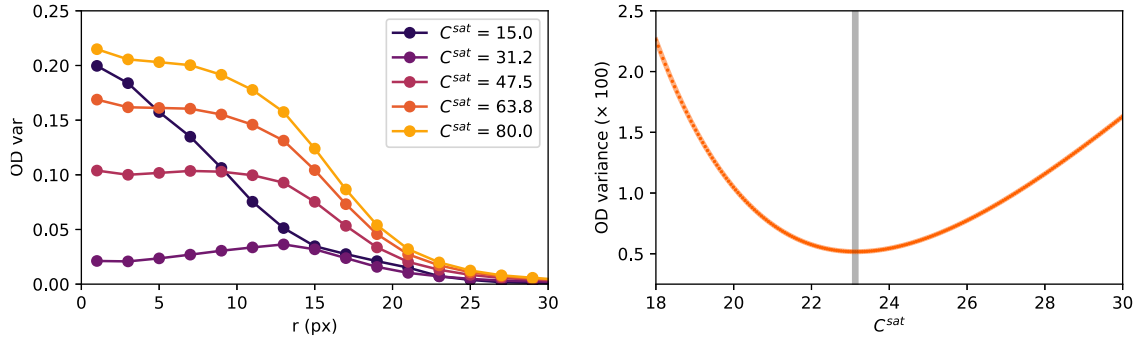 0.25
0.20
0.15
0.10
0.05
0.00
OD var
0
5
10
15
20
25
30
r (px)
C^sat = 15.0
C^sat = 31.2
C^sat = 47.5
C^sat = 63.8
C^sat = 80.0
2.5
2.0
1.5
1.0
0.5
OD variance (× 100)
18
20
22
24
26
28
30
C^sat